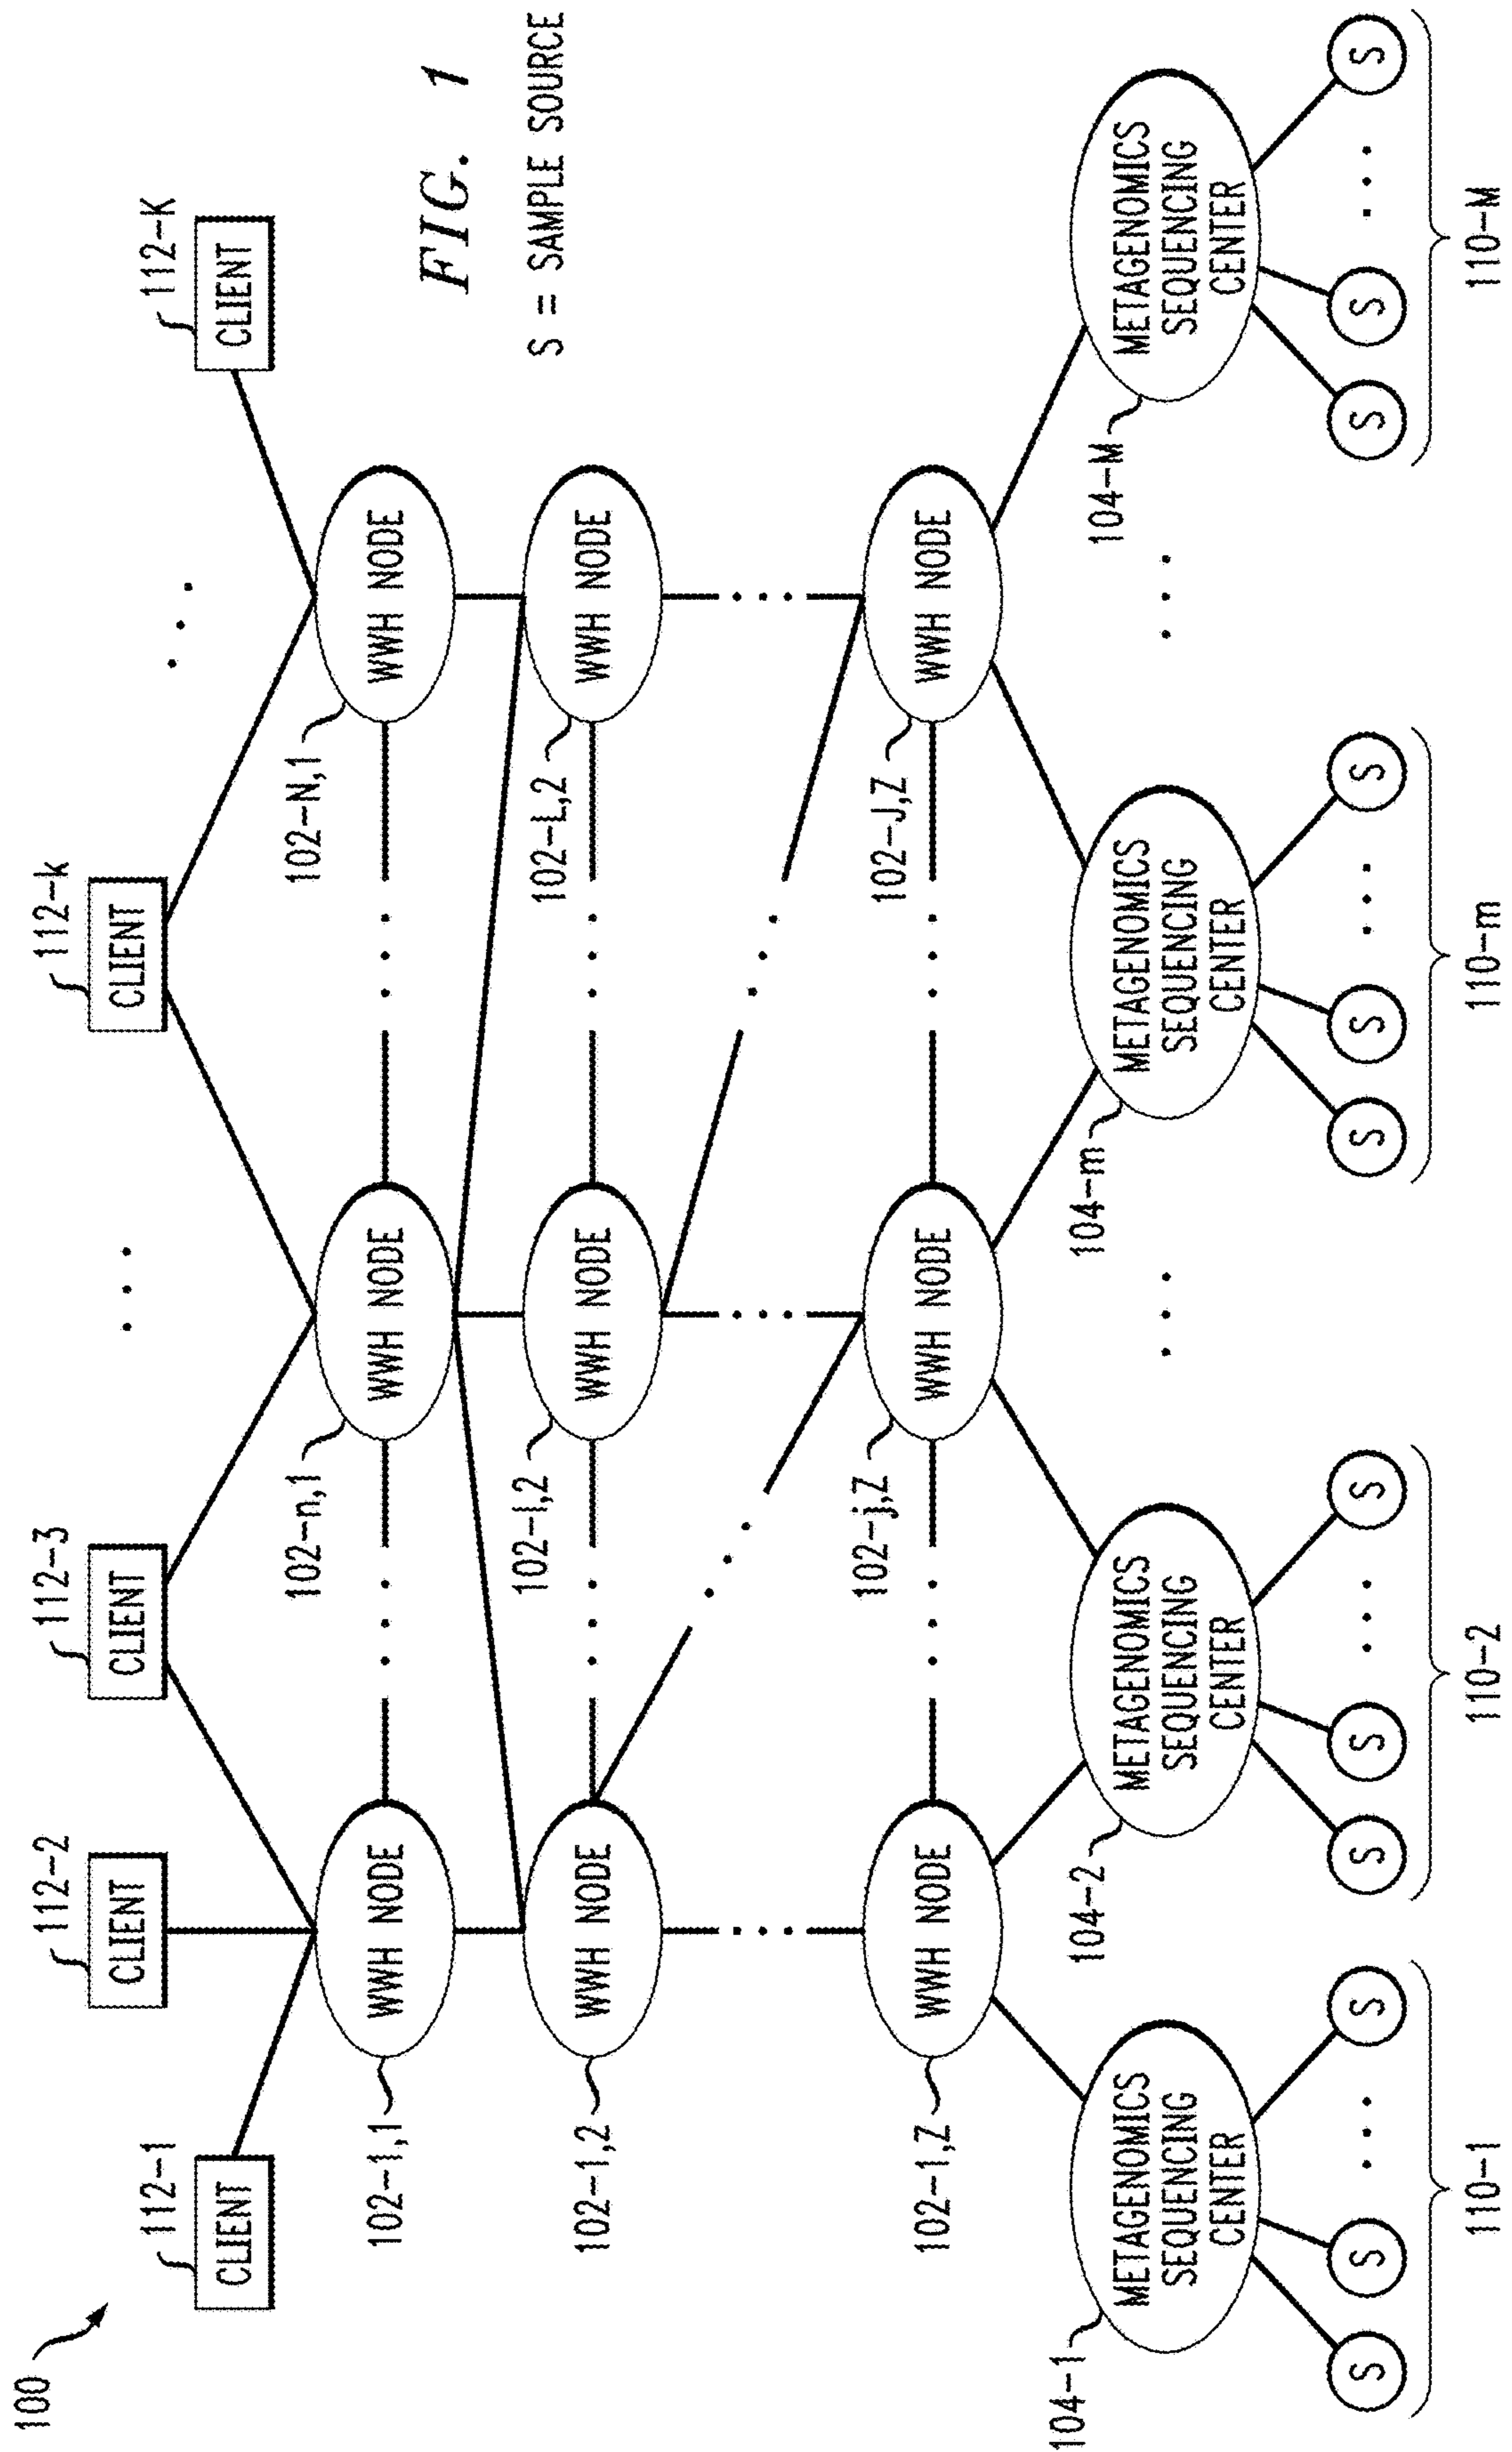 100
112-1
CLIENT
112-2
CLIENT
112-3
CLIENT
112-k
CLIENT
112-K
CLIENT
FIG. 1
S = SAMPLE SOURCE
102-1,1
WWH NODE
102-n,1
WWH NODE
102-N,1
WWH NODE
102-1,2
WWH NODE
102-l,2
WWH NODE
102-L,2
WWH NODE
102-1,Z
WWH NODE
102-j,Z
WWH NODE
102-J,Z
WWH NODE
104-1
METAGENOMICS
SEQUENCING
CENTER
104-2
METAGENOMICS
SEQUENCING
CENTER
104-m
METAGENOMICS
SEQUENCING
CENTER
104-M
METAGENOMICS
SEQUENCING
CENTER
S
S
S
S
S
S
S
S
S
S
S
S
110-1
110-2
110-m
110-M